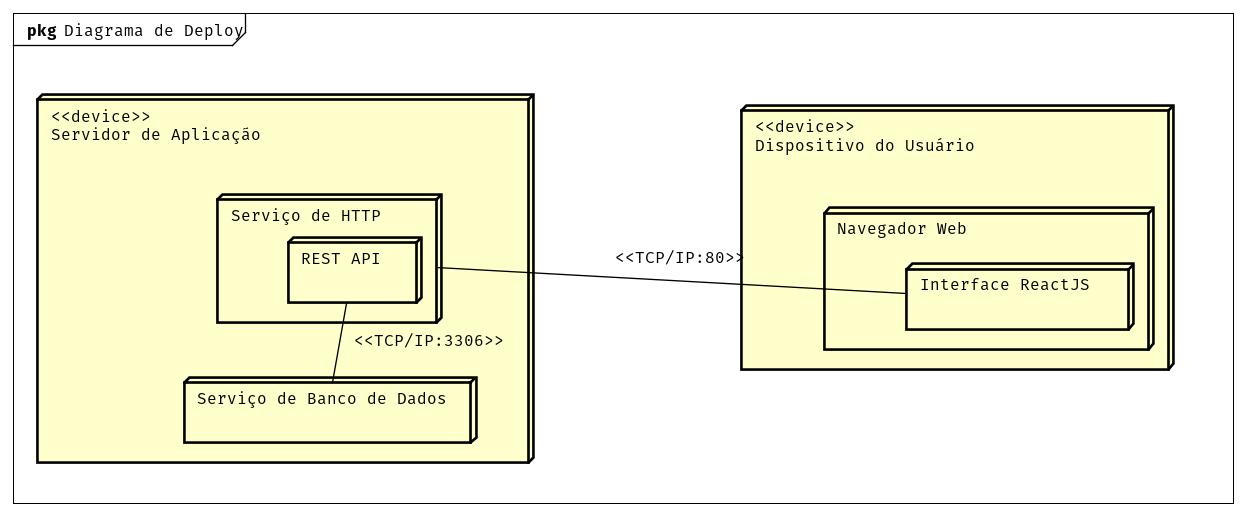 pkg Diagrama de Deploy
<<device>>
Servidor de Aplicação
Serviço de HTTP
REST API
<<TCP/IP:3306>>
Serviço de Banco de Dados
<<TCP/IP:80>>
<<device>>
Dispositivo do Usuário
Navegador Web
Interface ReactJS